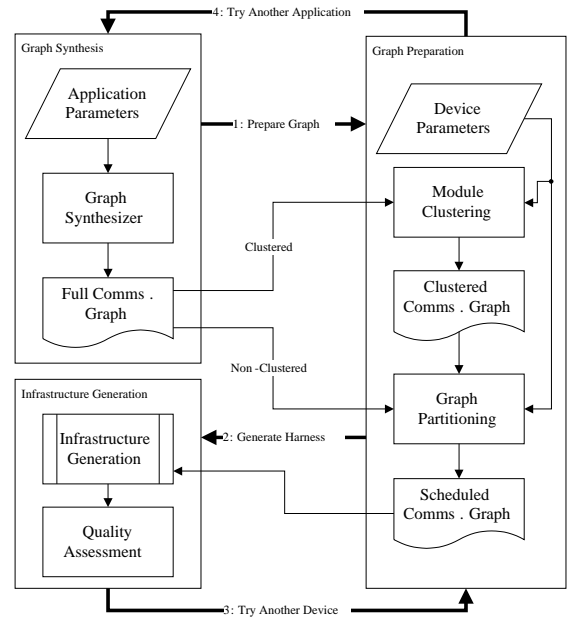 4: Try Another Application
Graph Synthesis
Application
Parameters
Graph
Synthesizer
Full Comms . Graph
1: Prepare Graph
Clustered
Non -Clustered
Graph Preparation
Device
Parameters
Module
Clustering
Clustered
Comms . Graph
Graph
Partitioning
Scheduled
Comms . Graph
2: Generate Harness
Infrastructure Generation
Infrastructure
Generation
Quality
Assessment
3: Try Another Device